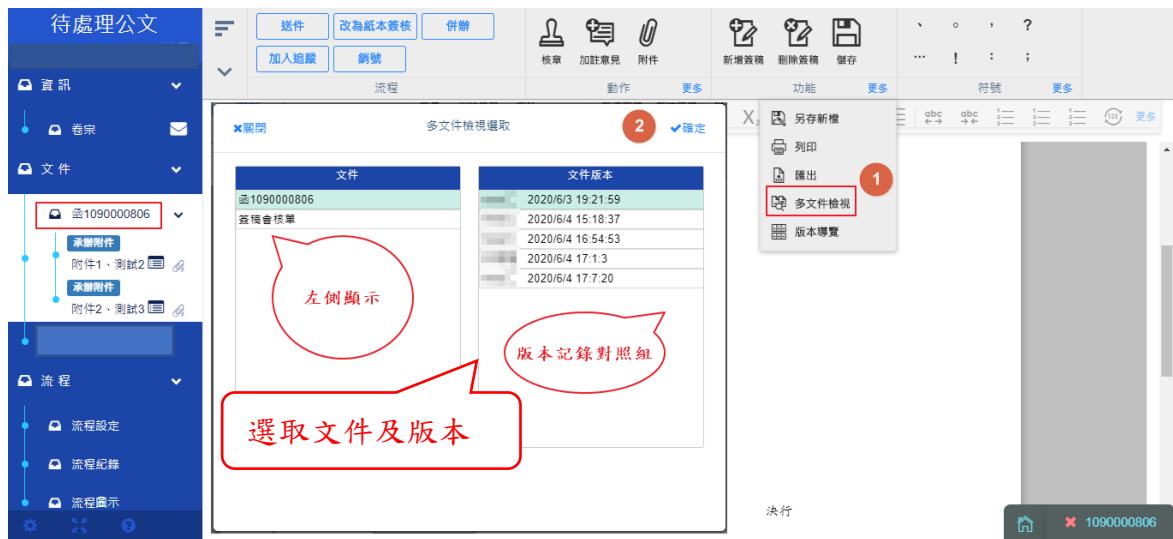 待處理公文
資訊
卷宗
文件
函1090000806
承辦附件
附件1、測試2
承辦附件
附件2、測試3
流程
流程設定
流程紀錄
流程圖示
送件
改為紙本簽核
併辦
加入追蹤
銷號
流程
核章
加註意見
附件
動作
更多
新增簽稿
刪除簽稿
儲存
功能
更多
、 。 , ?
… ! : ;
符號
更多
X₂
abc
abc
123
更多
另存新檔
列印
匯出
1
多文件檢視
版本導覽
✖關閉
多文件檢視選取
2
✔確定
文件
函1090000806
簽稿會核單
文件版本
2020/6/3 19:21:59
2020/6/4 15:18:37
2020/6/4 16:54:53
2020/6/4 17:1:3
2020/6/4 17:7:20
左側顯示
版本記錄對照組
選取文件及版本
決行
✖ 1090000806